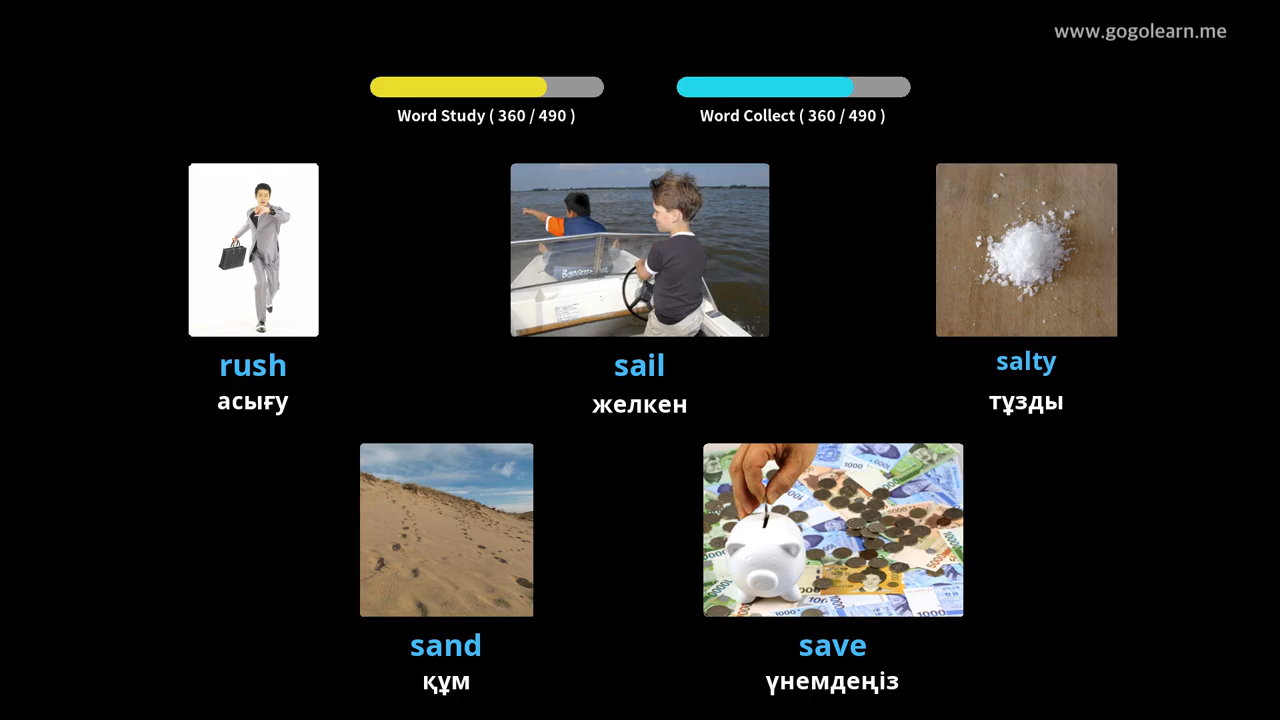 www.gogolearn.me
Word Study ( 360 / 490 )
Word Collect ( 360 / 490 )
rush
асығу
sail
желкен
salty
тұзды
sand
құм
save
үнемдеңіз